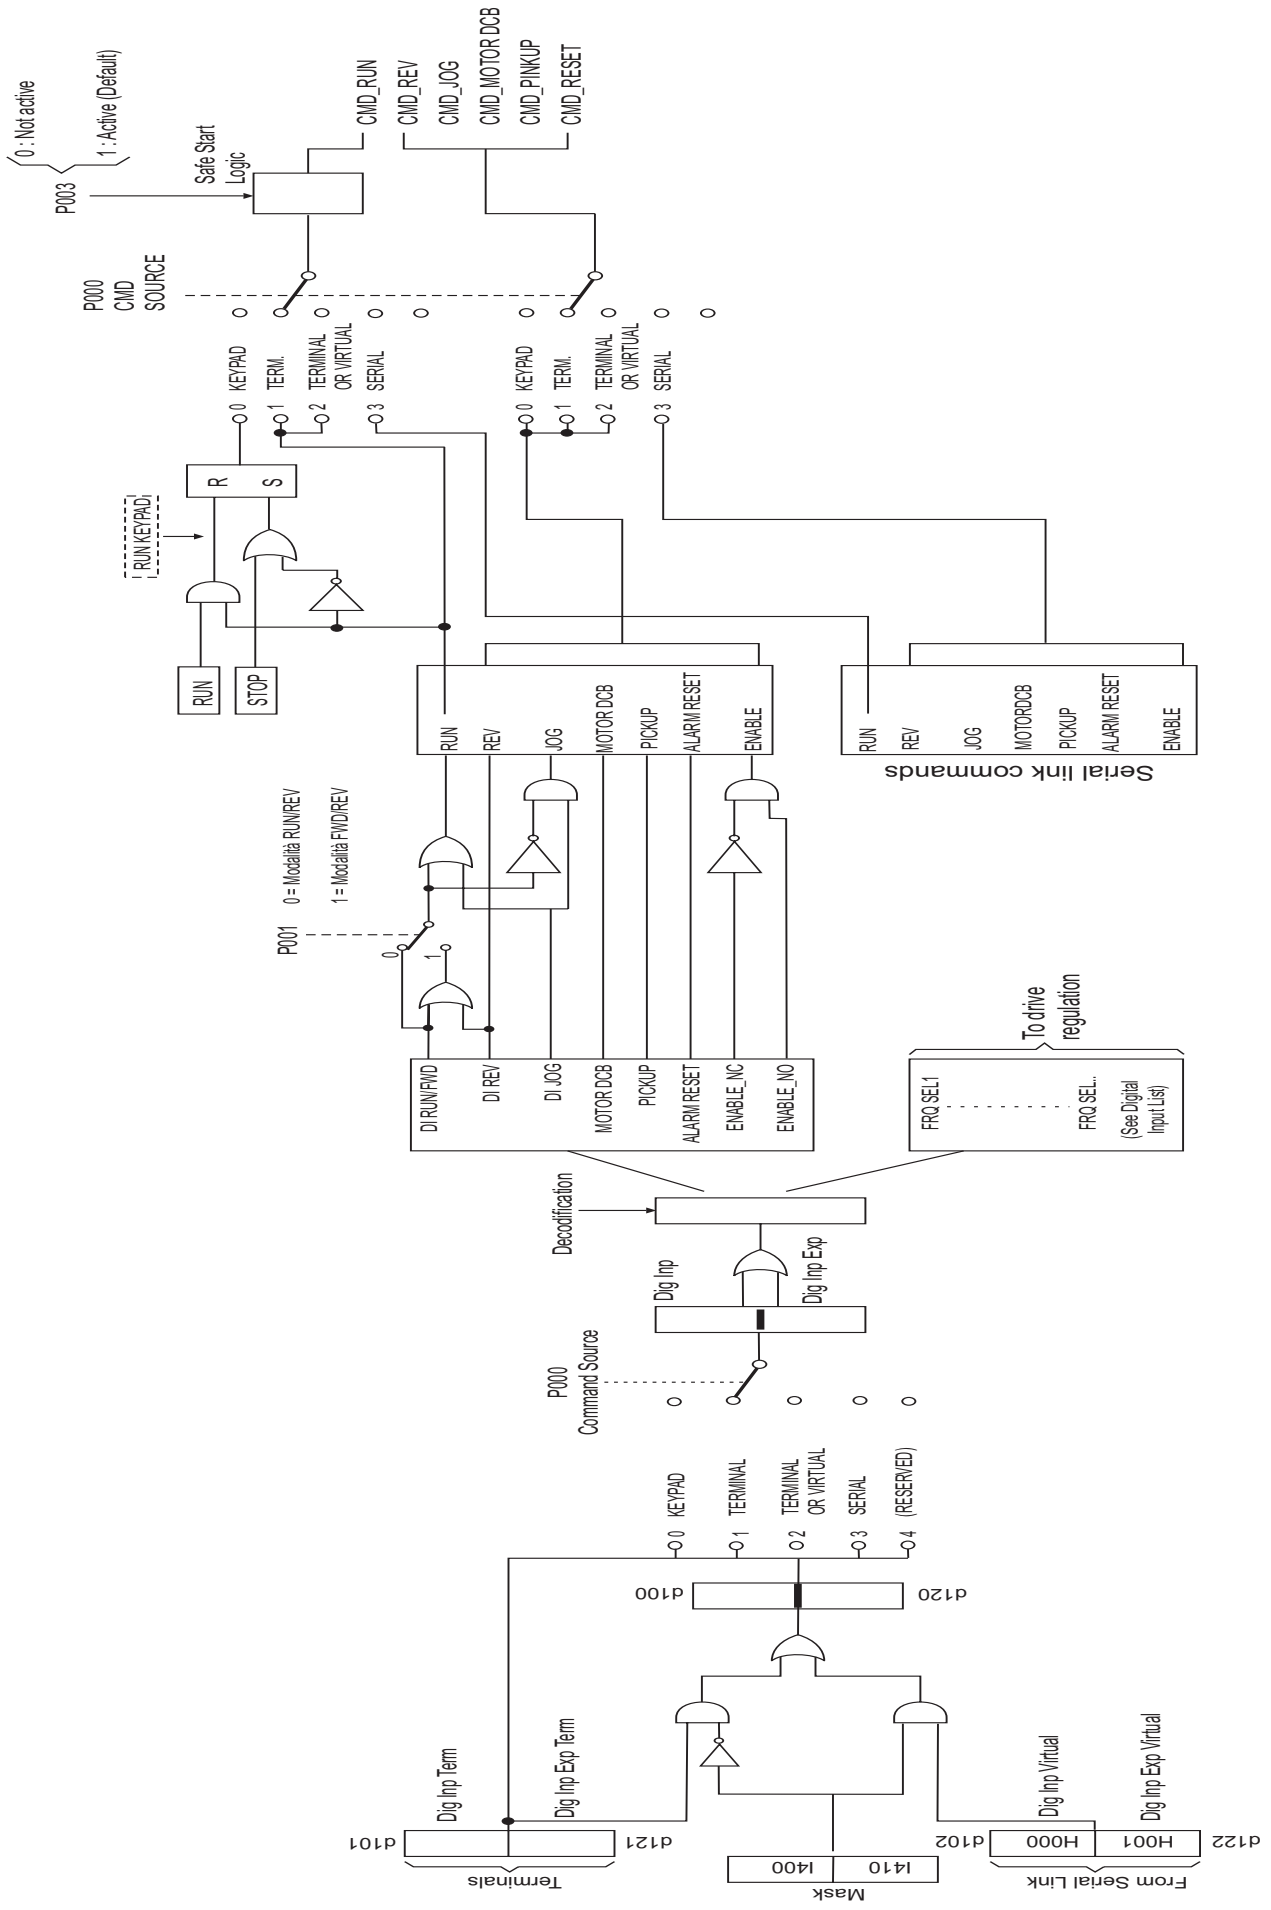 0 : Not active
1 : Active (Default)
P003
Safe Start
Logic
CMD_RUN
CMD_REV
CMD_JOG
CMD_MOTOR DCB
CMD_PINKUP
CMD_RESET
P000
CMD
SOURCE
0 KEYPAD
1 TERM.
2 TERMINAL
OR VIRTUAL
3 SERIAL
0 KEYPAD
1 TERM.
2 TERMINAL
OR VIRTUAL
3 SERIAL
R
S
RUN KEYPAD
RUN
STOP
RUN
REV
JOG
MOTOR DCB
PICKUP
ALARM RESET
ENABLE
RUN
REV
JOG
MOTORDCB
PICKUP
ALARM RESET
ENABLE
Serial link commands
P001
0 = Modalità RUN/REV
1 = Modalità FWD/REV
0
1
DI RUN/FWD
DI REV
DI JOG
MOTOR DCB
PICKUP
ALARM RESET
ENABLE_NC
ENABLE_NO
FRQ SEL1
FRQ SEL..
(See Digital
Input List)
To drive
regulation
Decodification
Dig Inp
Dig Inp Exp
P000
Command Source
0 KEYPAD
1 TERMINAL
2 TERMINAL
OR VIRTUAL
3 SERIAL
4 (RESERVED)
d100
d120
Dig Inp Term
Dig Inp Exp Term
d101
d121
Terminals
I400
I410
Mask
Dig Inp Virtual
Dig Inp Exp Virtual
d102
H000
H001
d122
From Serial Link